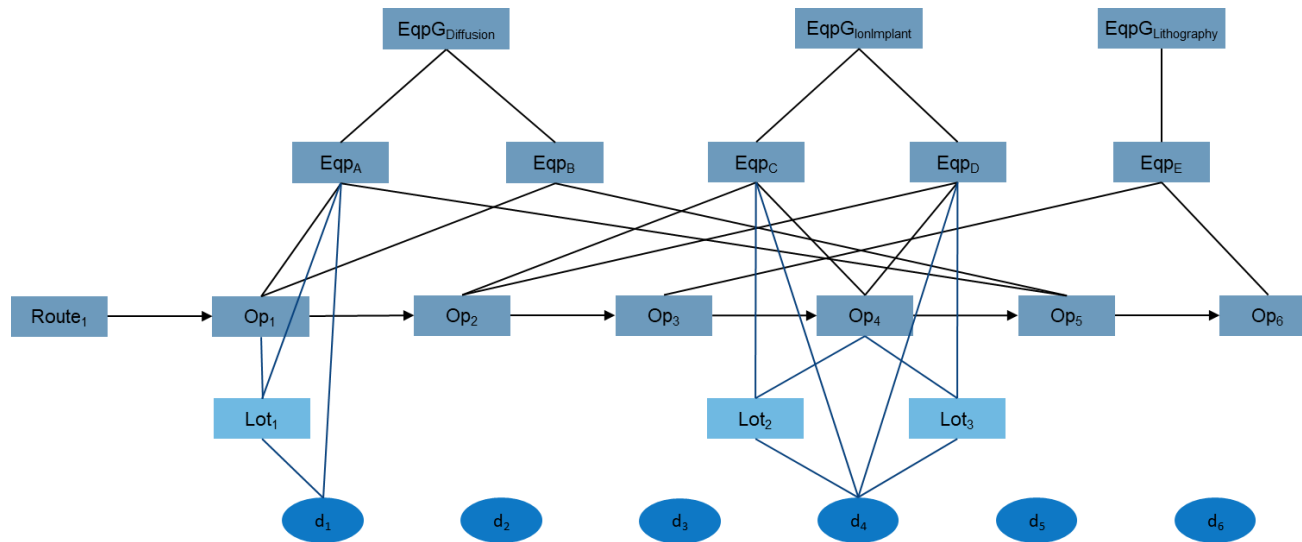 EqpG_Diffusion EqpG_IonImplant EqpG_Lithography
Eqp_A Eqp_B Eqp_C Eqp_D Eqp_E
Route_1 Op_1 Op_2 Op_3 Op_4 Op_5 Op_6
Lot_1 Lot_2 Lot_3
d_1 d_2 d_3 d_4 d_5 d_6